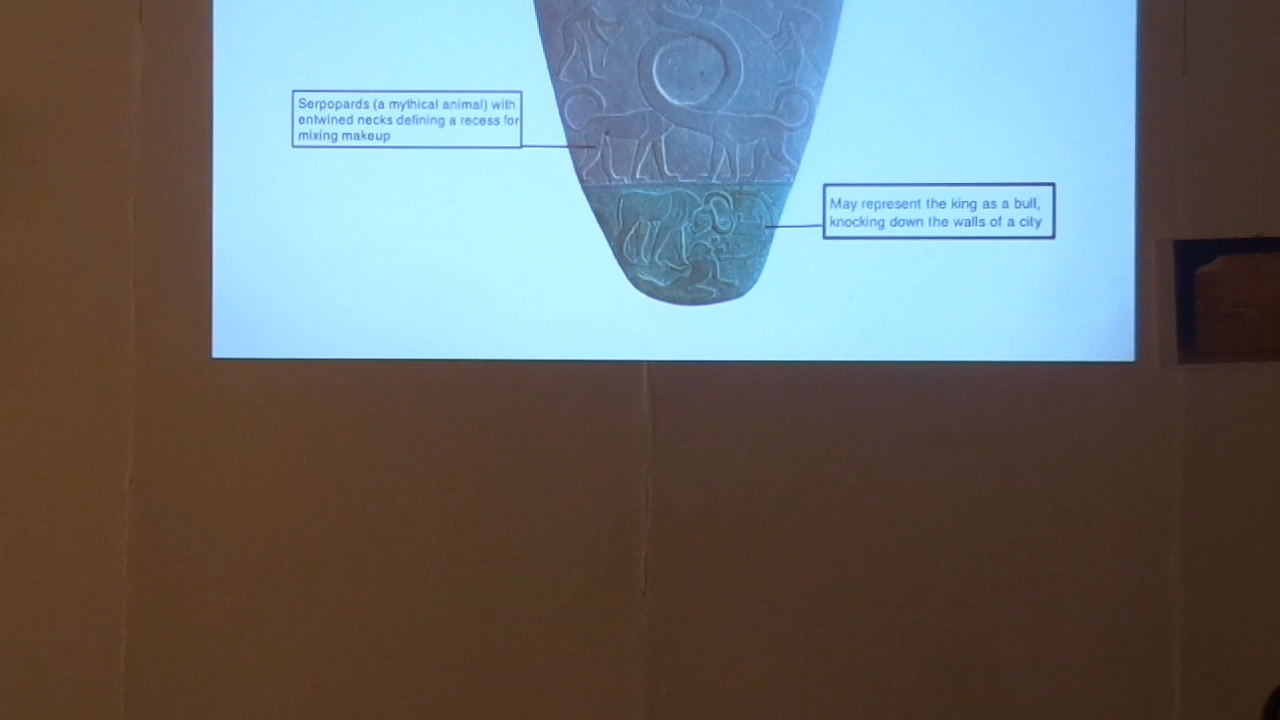 Serpopards (a mythical animal) with
entwined necks defining a recess for
mixing makeup
May represent the king as a bull,
knocking down the walls of a city